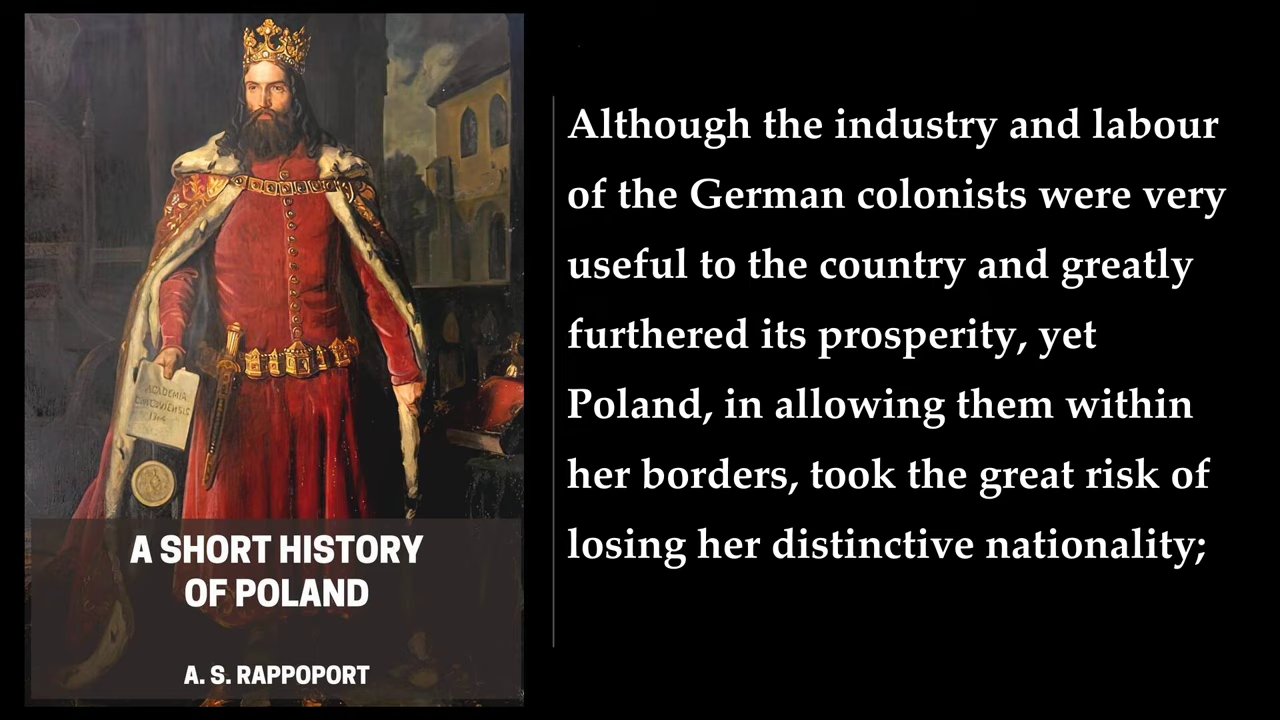 ACADEMIA
A SHORT HISTORY
OF POLAND
A. S. RAPPOPORT
Although the industry and labour
of the German colonists were very
useful to the country and greatly
furthered its prosperity, yet
Poland, in allowing them within
her borders, took the great risk of
losing her distinctive nationality;